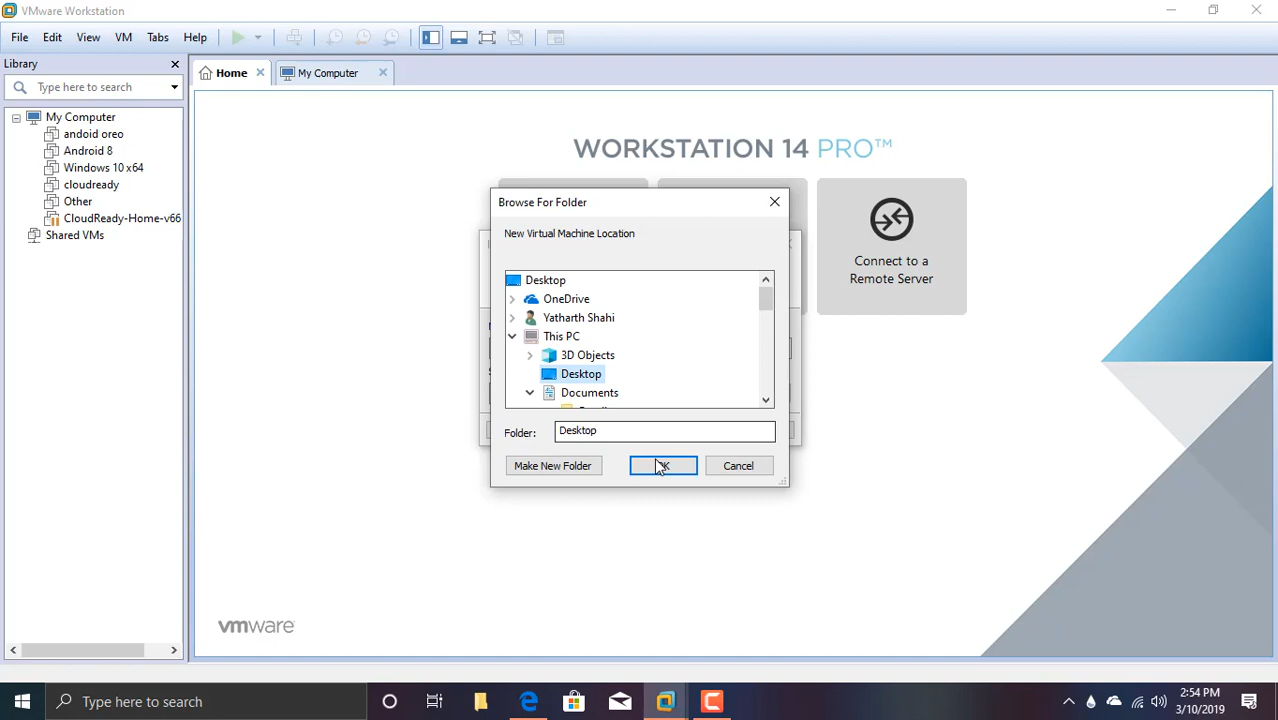 VMware Workstation
File Edit View VM Tabs Help
Library
Type here to search
My Computer
andoid oreo
Android 8
Windows 10 x64
cloudready
Other
CloudReady-Home-v66
Shared VMs
Home
My Computer
WORKSTATION 14 PRO™
Connect to a
Remote Server
Browse For Folder
New Virtual Machine Location
Desktop
OneDrive
Yatharth Shahi
This PC
3D Objects
Desktop
Documents
Folder: Desktop
Make New Folder
Cancel
vmware
Type here to search
2:54 PM
3/10/2019